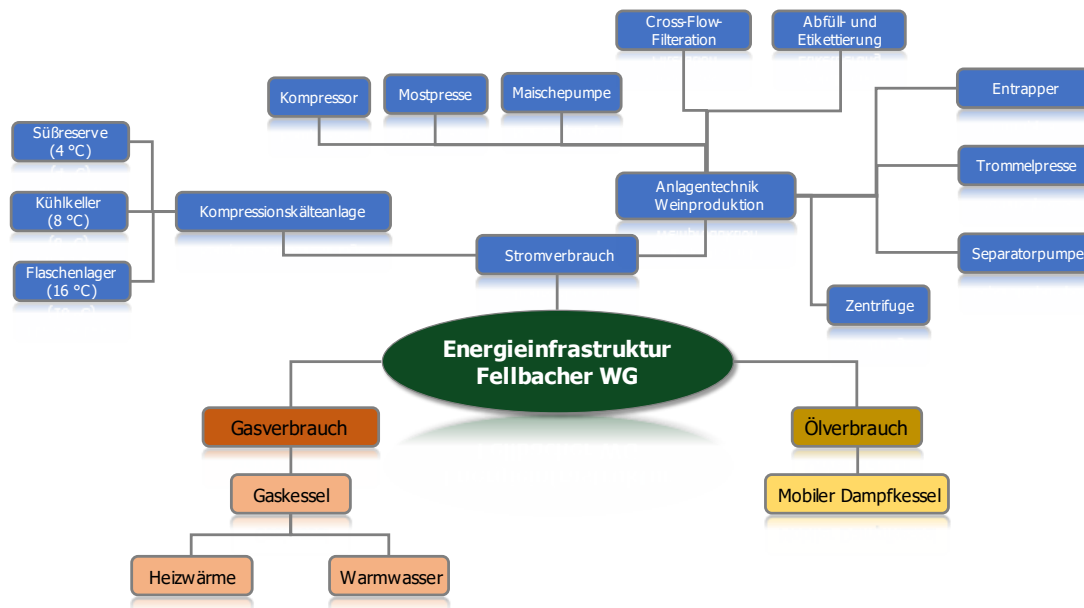 Cross-Flow-
Filteration
Abfüll- und
Etikettierung
Kompressor
Mostpresse
Maischepumpe
Entrapper
Süßreserve
(4 °C)
Trommelpresse
Kühlkeller
(8 °C)
Kompressionskälteanlage
Anlagentechnik
Weinproduktion
Stromverbrauch
Separatorpumpe
Flaschenlager
(16 °C)
Zentrifuge
Energieinfrastruktur
Fellbacher WG
Gasverbrauch
Ölverbrauch
Gaskessel
Mobiler Dampfkessel
Heizwärme
Warmwasser